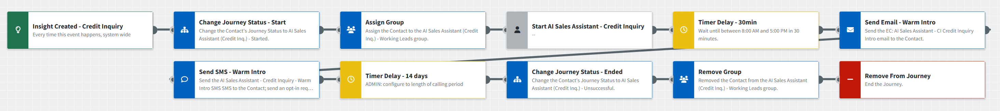 Insight Created - Credit Inquiry
Every time this event happens, system wide
Change Journey Status - Start
Change the Contact's Journey Status to AI Sales
Assistant (Credit Inq.) - Started.
Assign Group
Assign the Contact to the AI Sales Assistant (Credit
Inq.) - Working Leads group.
Start AI Sales Assistant - Credit Inquiry
--
Timer Delay - 30min
Wait until between 8:00 AM and 5:00 PM in 30
minutes.
Send Email - Warm Intro
Send the EC: AI Sales Assistant - CI Credit Inquiry
Intro email to the Contact.
Send SMS - Warm Intro
Send the AI Sales Assistant - Credit Inquiry - Warm
Intro SMS SMS to the Contact; send an opt-in req...
Timer Delay - 14 days
ADMIN: configure to length of calling period
Change Journey Status - Ended
Change the Contact's Journey Status to AI Sales
Assistant (Credit Inq.) - Unsuccessful.
Remove Group
Removed the Contact from the AI Sales Assistant
(Credit Inq.) - Working Leads group.
Remove From Journey
End the Journey.